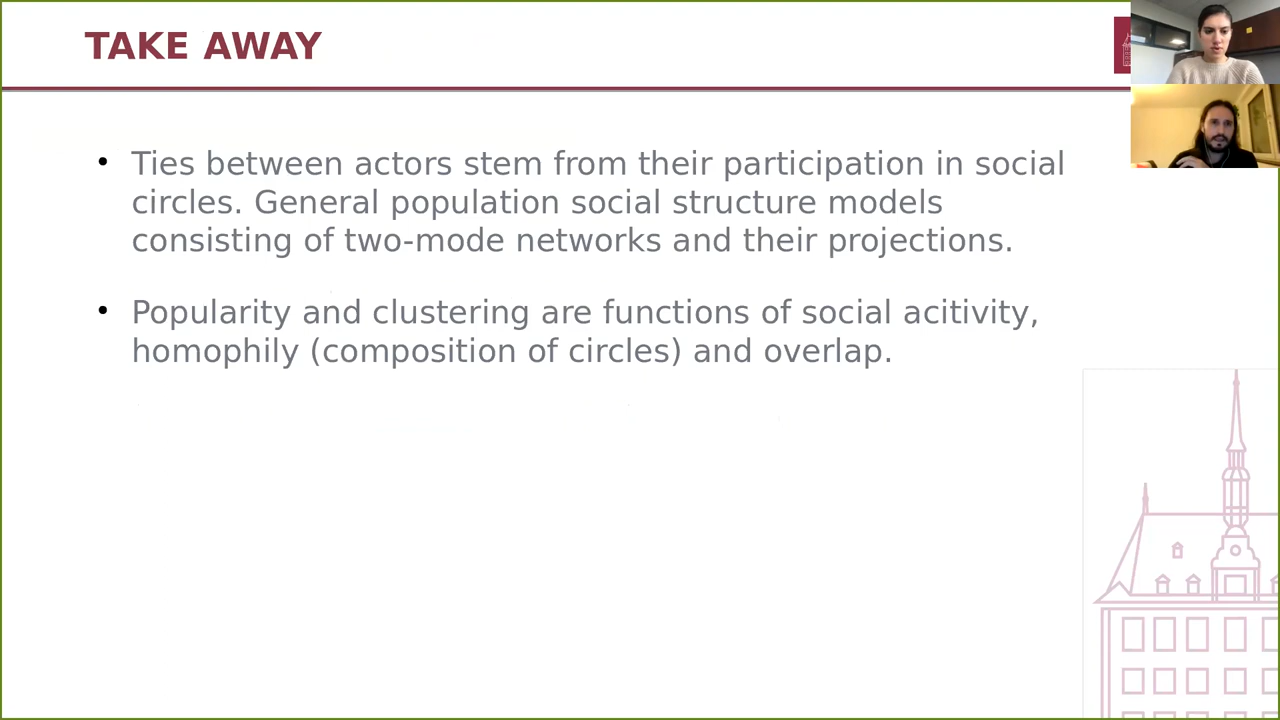 TAKE AWAY
• Ties between actors stem from their participation in social
circles. General population social structure models
consisting of two-mode networks and their projections.
• Popularity and clustering are functions of social acitivity,
homophily (composition of circles) and overlap.